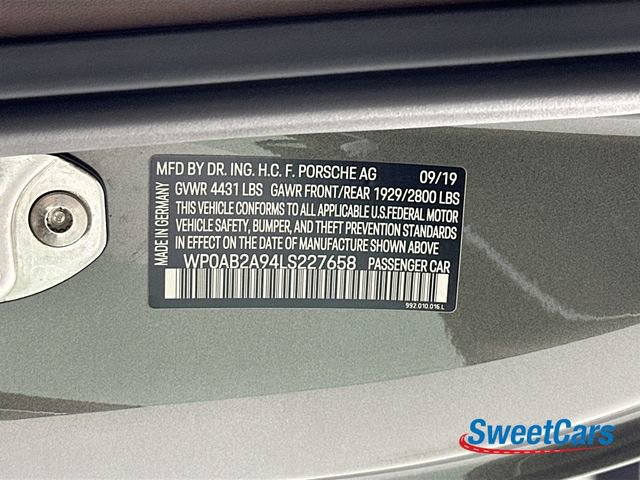 MADE IN GERMANY
MFD BY DR. ING. H.C. F. PORSCHE AG 09/19
GVWR 4431 LBS GAWR FRONT/REAR 1929/2800 LBS
THIS VEHICLE CONFORMS TO ALL APPLICABLE U.S.FEDERAL MOTOR
VEHICLE SAFETY, BUMPER, AND THEFT PREVENTION STANDARDS
IN EFFECT ON THE DATE OF MANUFACTURE SHOWN ABOVE.
WP0AB2A94LS227658 PASSENGER CAR
992.010.016 L
SweetCars